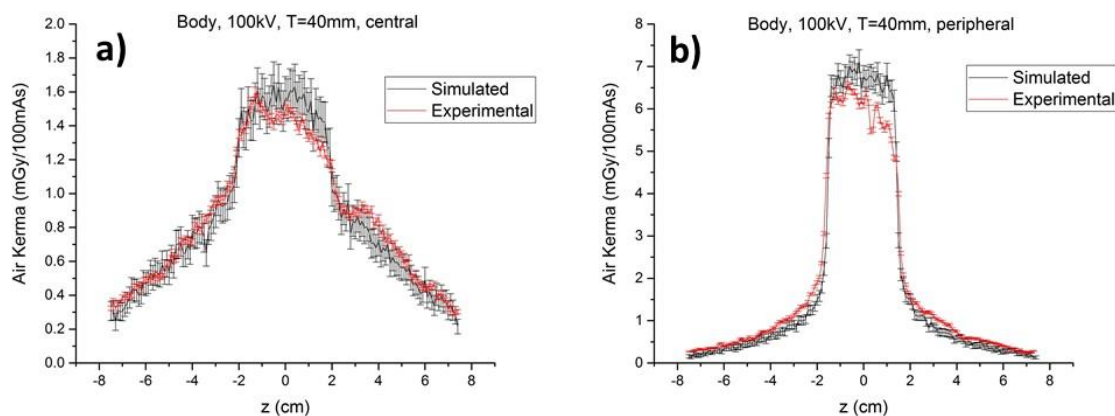 a)
Body, 100kV, T=40mm, central
Simulated
Experimental
Air Kerma (mGy/100mAs)
2.0
1.8
1.6
1.4
1.2
1.0
0.8
0.6
0.4
0.2
0.0
-8 -6 -4 -2 0 2 4 6 8
z (cm)
b)
Body, 100kV, T=40mm, peripheral
Simulated
Experimental
Air Kerma (mGy/100mAs)
8
7
6
5
4
3
2
1
0
-8 -6 -4 -2 0 2 4 6 8
z (cm)